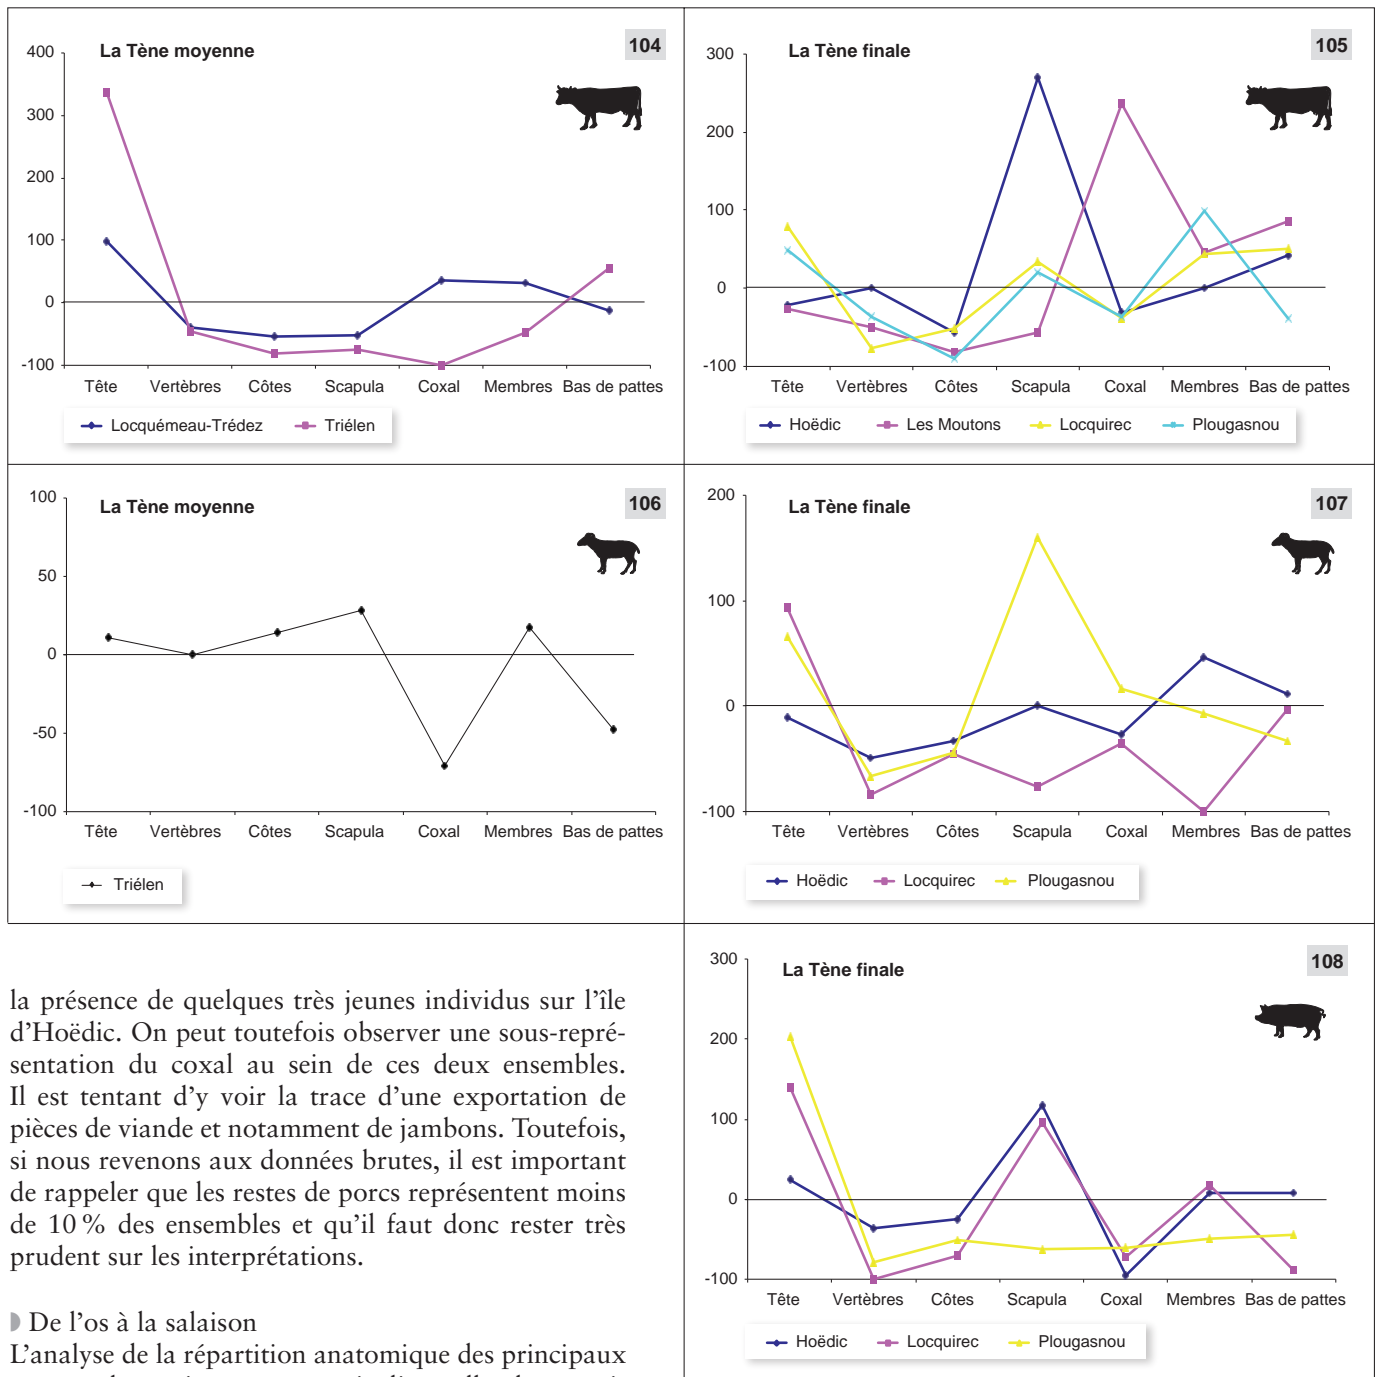 La Tène moyenne
104
400
300
200
100
0
-100
Tête Vertèbres Côtes Scapula Coxal Membres Bas de pattes
Locquémeau-Trédez Triélen
La Tène finale
105
300
200
100
0
-100
Tête Vertèbres Côtes Scapula Coxal Membres Bas de pattes
Hoëdic Les Moutons Locquirec Plougasnou
La Tène moyenne
106
100
50
0
-50
-100
Tête Vertèbres Côtes Scapula Coxal Membres Bas de pattes
Triélen
La Tène finale
107
200
100
0
-100
Tête Vertèbres Côtes Scapula Coxal Membres Bas de pattes
Hoëdic Locquirec Plougasnou
La Tène finale
108
300
200
100
0
-100
Tête Vertèbres Côtes Scapula Coxal Membres Bas de pattes
Hoëdic Locquirec Plougasnou
la présence de quelques très jeunes individus sur l'île
d'Hoëdic. On peut toutefois observer une sous-repré-
sentation du coxal au sein de ces deux ensembles.
Il est tentant d'y voir la trace d'une exportation de
pièces de viande et notamment de jambons. Toutefois,
si nous revenons aux données brutes, il est important
de rappeler que les restes de porcs représentent moins
de 10 % des ensembles et qu'il faut donc rester très
prudent sur les interprétations.
De l'os à la salaison
L'analyse de la répartition anatomique des principaux